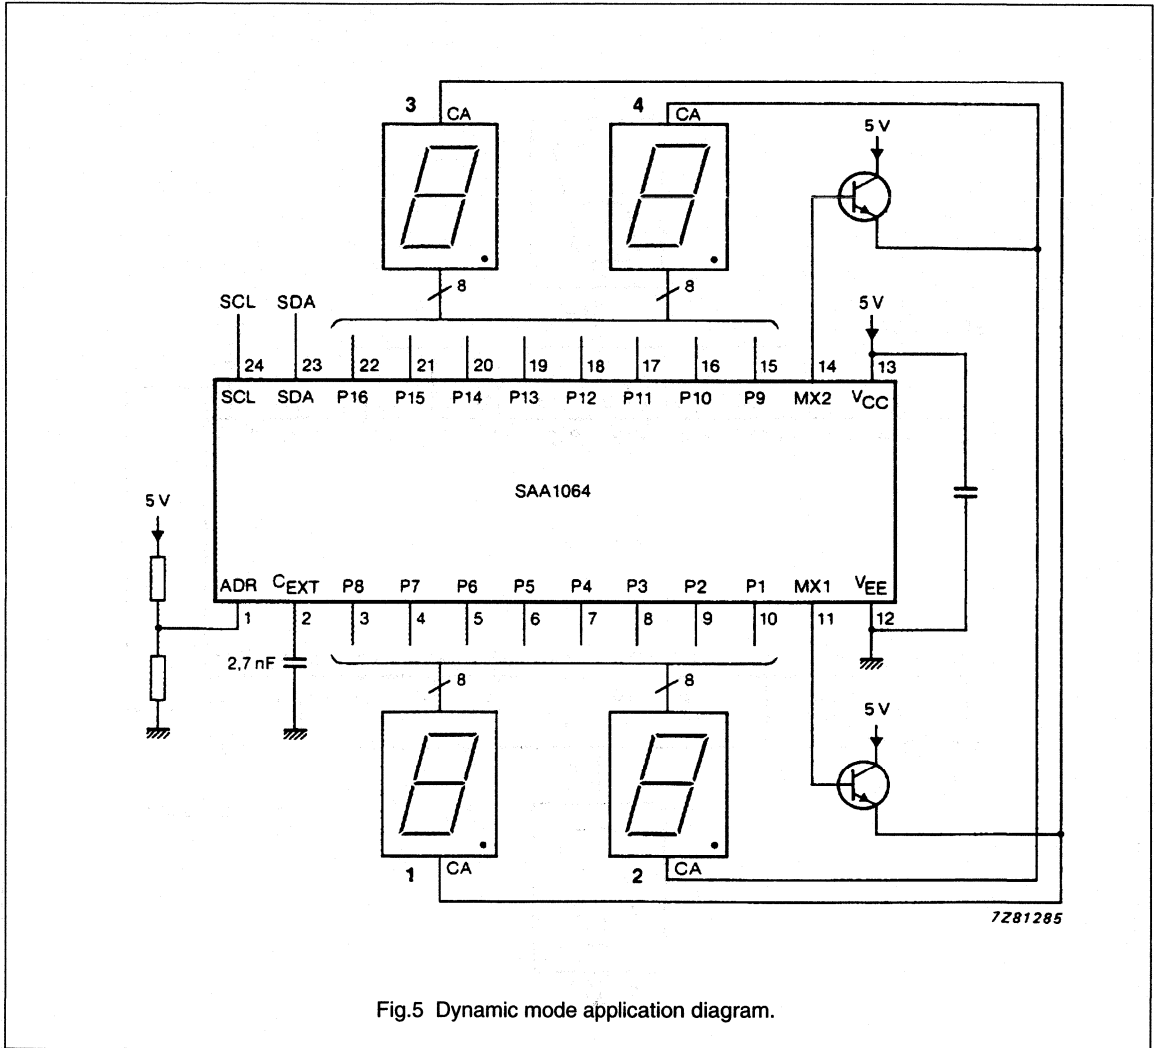 3 CA
4 CA
5 V
8
8
5 V
SCL SDA
24 23 22 21 20 19 18 17 16 15 14 13
SCL SDA P16 P15 P14 P13 P12 P11 P10 P9 MX2 VCC
SAA1064
5 V
ADR CEXT P8 P7 P6 P5 P4 P3 P2 P1 MX1 VEE
1 2 3 4 5 6 7 8 9 10 11 12
2,7 nF
8
8
5 V
1 CA
2 CA
7Z81285
Fig.5 Dynamic mode application diagram.